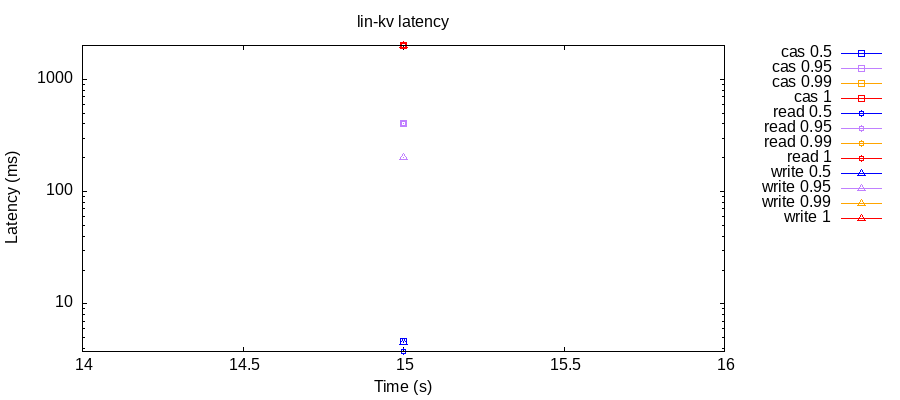 lin-kv latency
1000
100
10
Latency (ms)
14
14.5
15
15.5
16
Time (s)
cas 0.5
cas 0.95
cas 0.99
cas 1
read 0.5
read 0.95
read 0.99
read 1
write 0.5
write 0.95
write 0.99
write 1